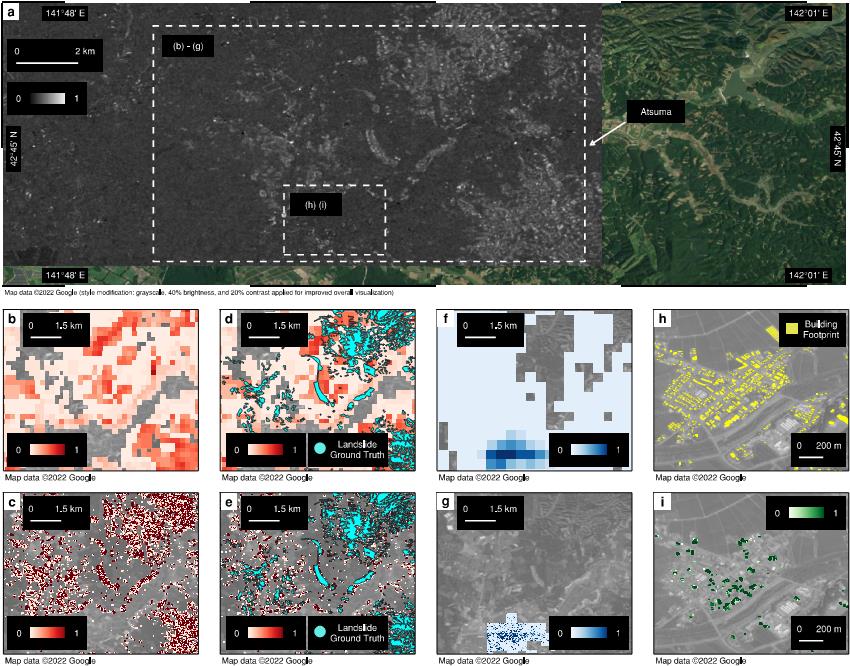 a
141°48' E
142°01' E
0 2 km
(b) - (g)
0 1
Atsuma
42°45' N
42°45' N
(h) (i)
141°48' E
142°01' E
Map data ©2022 Google (style modification: grayscale, 40% brightness, and 20% contrast applied for improved overall visualization)
b
0 1.5 km
0 1
Map data ©2022 Google
d
0 1.5 km
0 1
Landslide
Ground Truth
Map data ©2022 Google
f
0 1.5 km
0 1
Map data ©2022 Google
h
Building
Footprint
0 200 m
Map data ©2022 Google
c
0 1.5 km
0 1
Map data ©2022 Google
e
0 1.5 km
0 1
Landslide
Ground Truth
Map data ©2022 Google
g
0 1.5 km
0 1
Map data ©2022 Google
i
0 1
0 200 m
Map data ©2022 Google